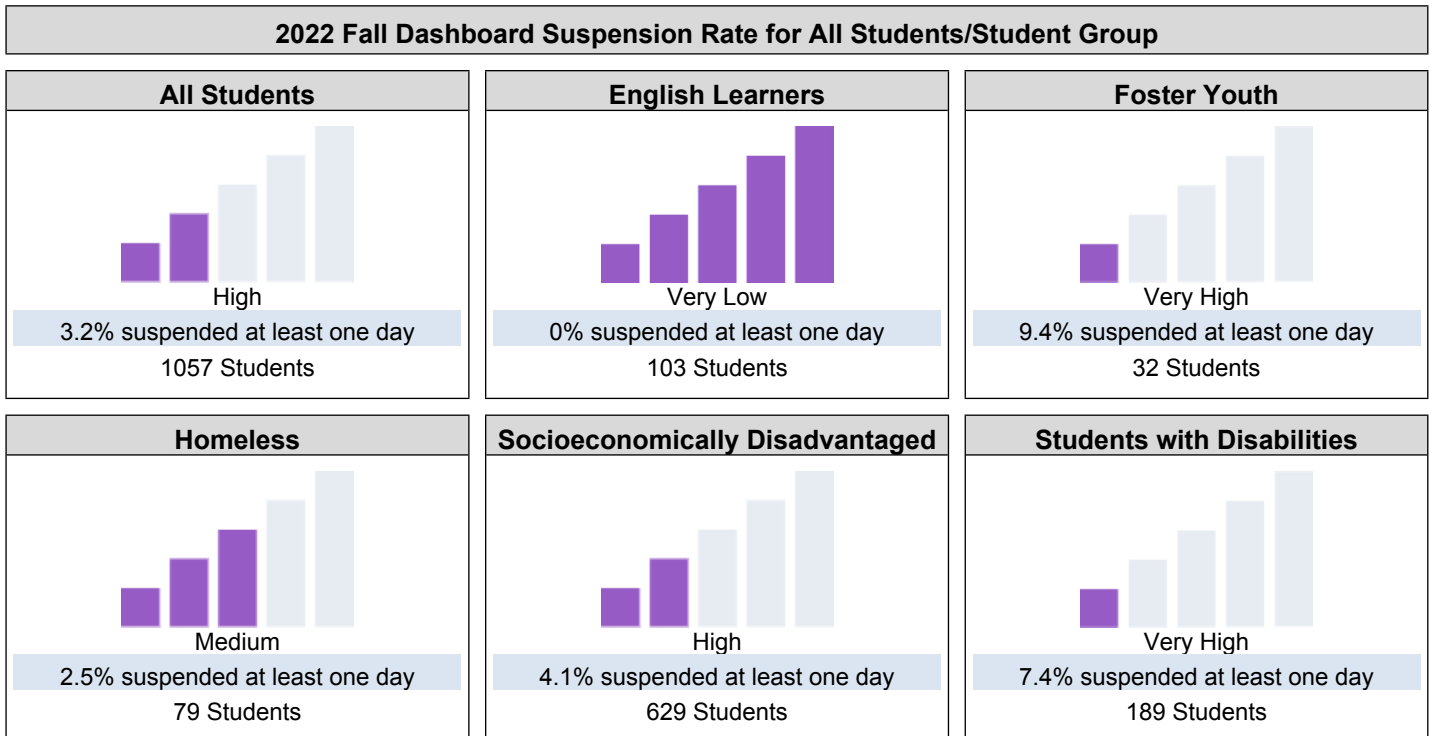 2022 Fall Dashboard Suspension Rate for All Students/Student Group
All Students
High
3.2% suspended at least one day
1057 Students
English Learners
Very Low
0% suspended at least one day
103 Students
Foster Youth
Very High
9.4% suspended at least one day
32 Students
Homeless
Medium
2.5% suspended at least one day
79 Students
Socioeconomically Disadvantaged
High
4.1% suspended at least one day
629 Students
Students with Disabilities
Very High
7.4% suspended at least one day
189 Students